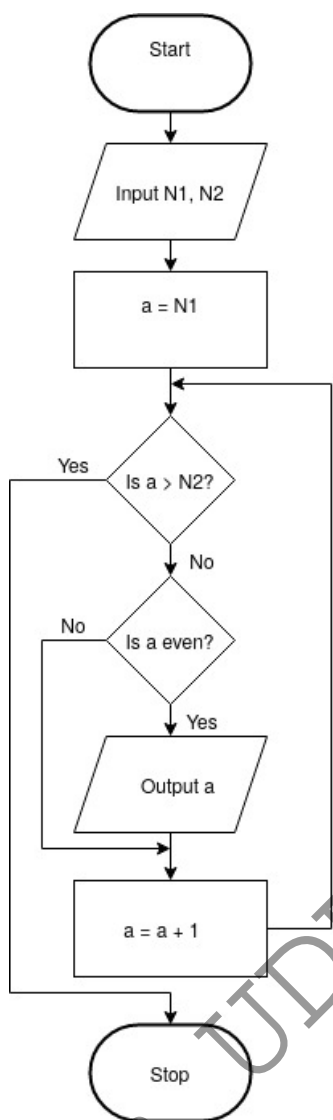 Start
Input N1, N2
a = N1
Is a > N2?
Yes
No
Is a even?
No
Yes
Output a
a = a + 1
Stop